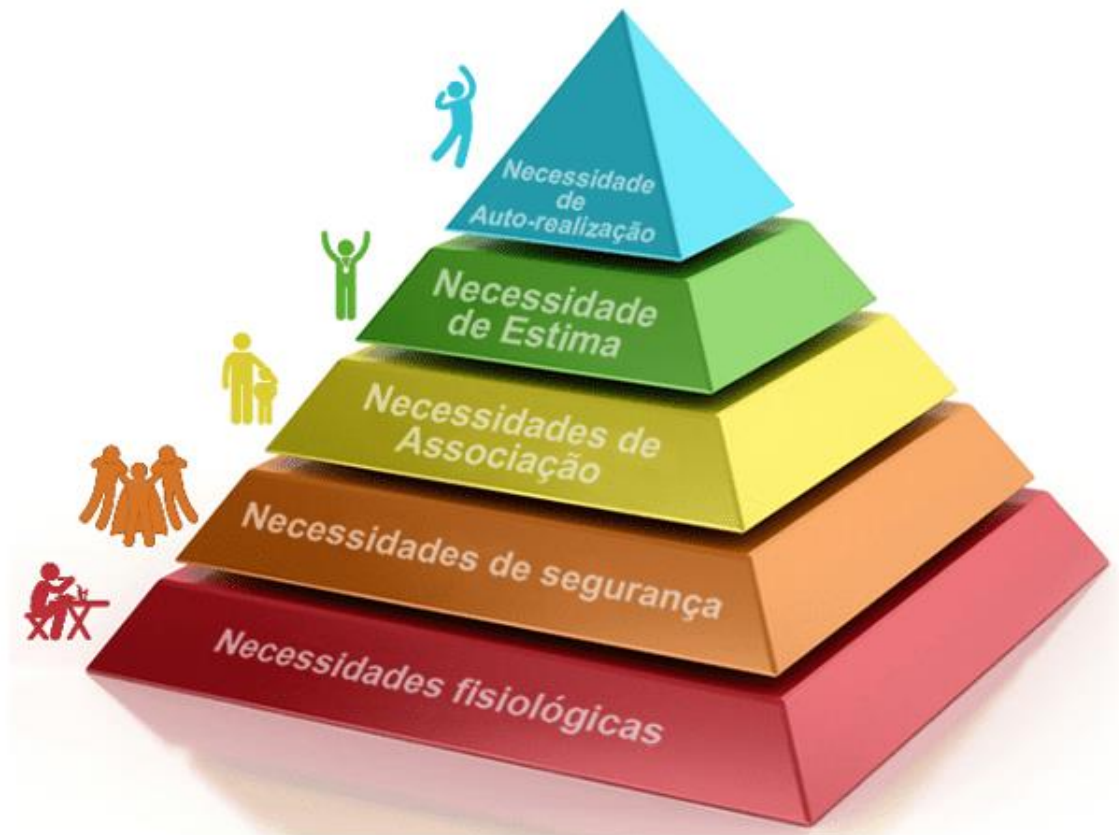 Necessidade
de
Auto-realização
Necessidade
de Estima
Necessidades de
Associação
Necessidades de segurança
Necessidades fisiológicas